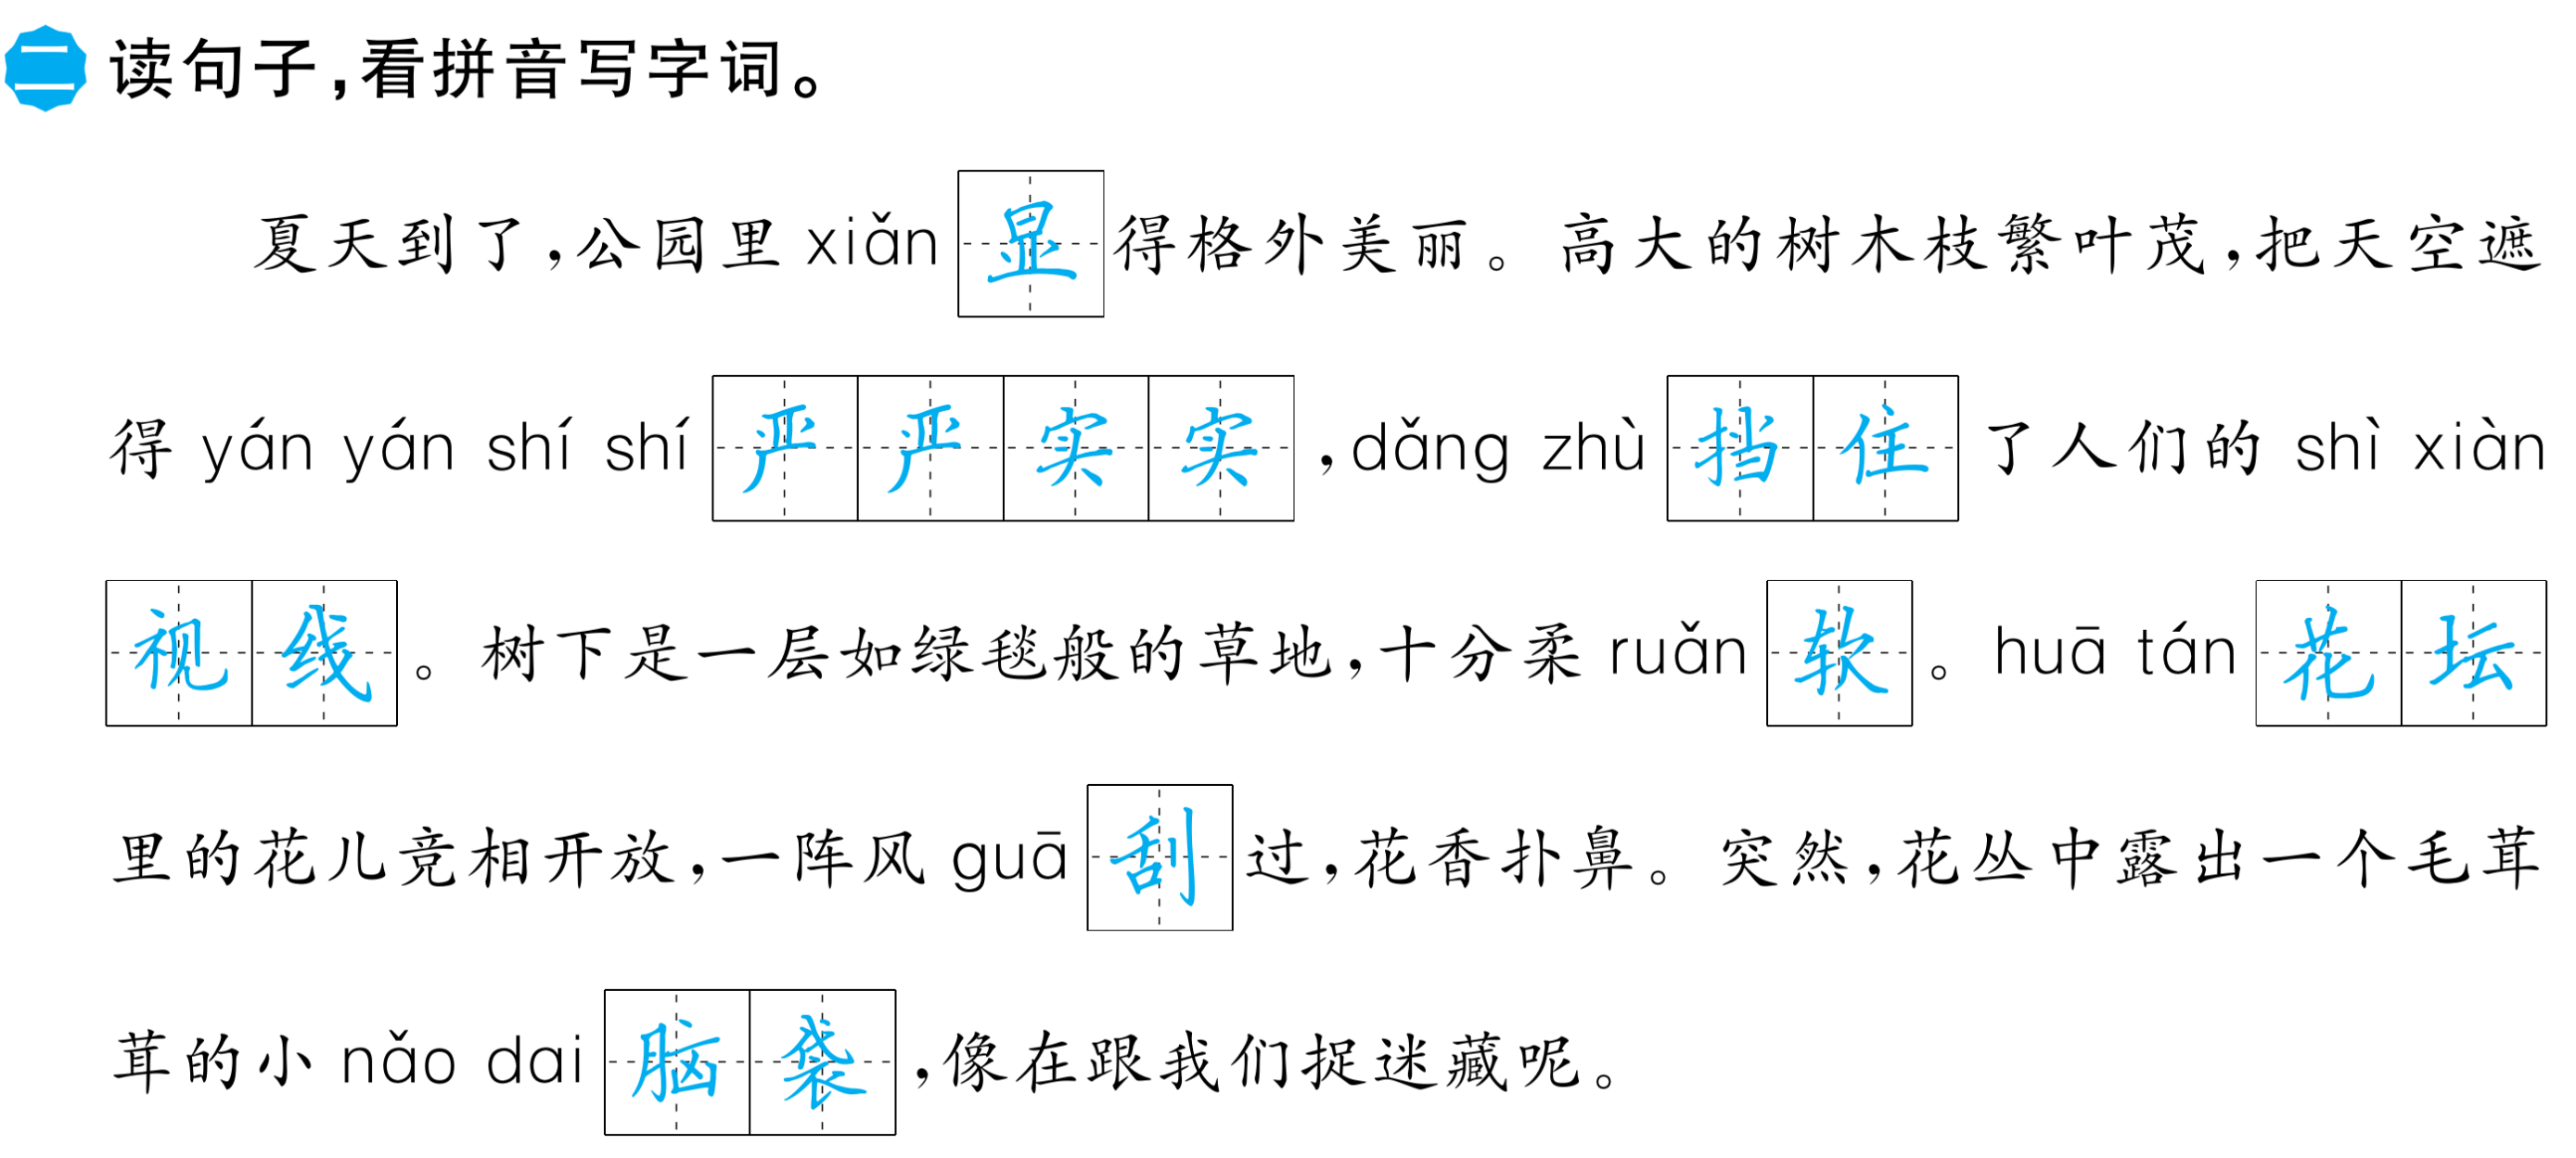 二 读句子，看拼音写字词。
夏天到了，公园里 xiǎn 显 得格外美丽。高大的树木枝繁叶茂，把天空遮
得 yán yán shí shí 严严实实，dǎng zhù 挡住 了人们的 shì xiàn
视线。树下是一层如绿毯般的草地，十分柔 ruǎn 软。huā tán 花坛
里的花儿竞相开放，一阵风 guā 刮 过，花香扑鼻。突然，花丛中露出一个毛茸
茸的小 nǎo dai 脑袋，像在跟我们捉迷藏呢。